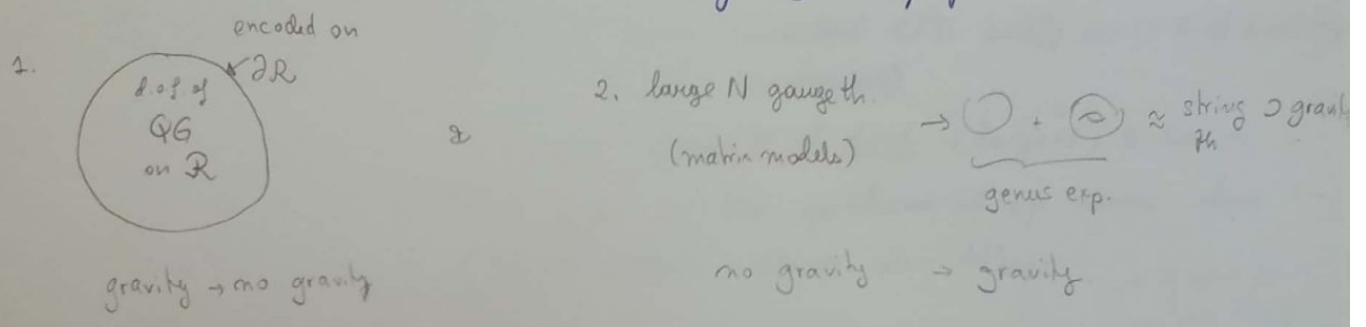 1.
encoded on
∂R
d.o.f. of
QG
on R
gravity → no gravity
&
2. large N gauge th.
(matrix models)
→ ◯ + ≈ string th ⊃
genus exp.
no gravity → gravity